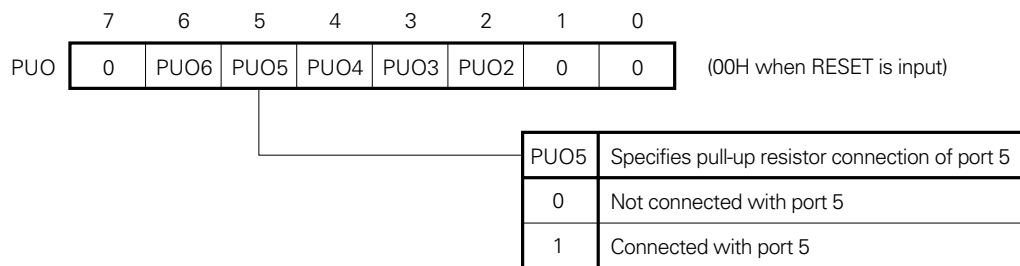 7 6 5 4 3 2 1 0
PUO 0 PUO6 PUO5 PUO4 PUO3 PUO2 0 0 (00H when RESET is input)
PUO5 Specifies pull-up resistor connection of port 5
0 Not connected with port 5
1 Connected with port 5